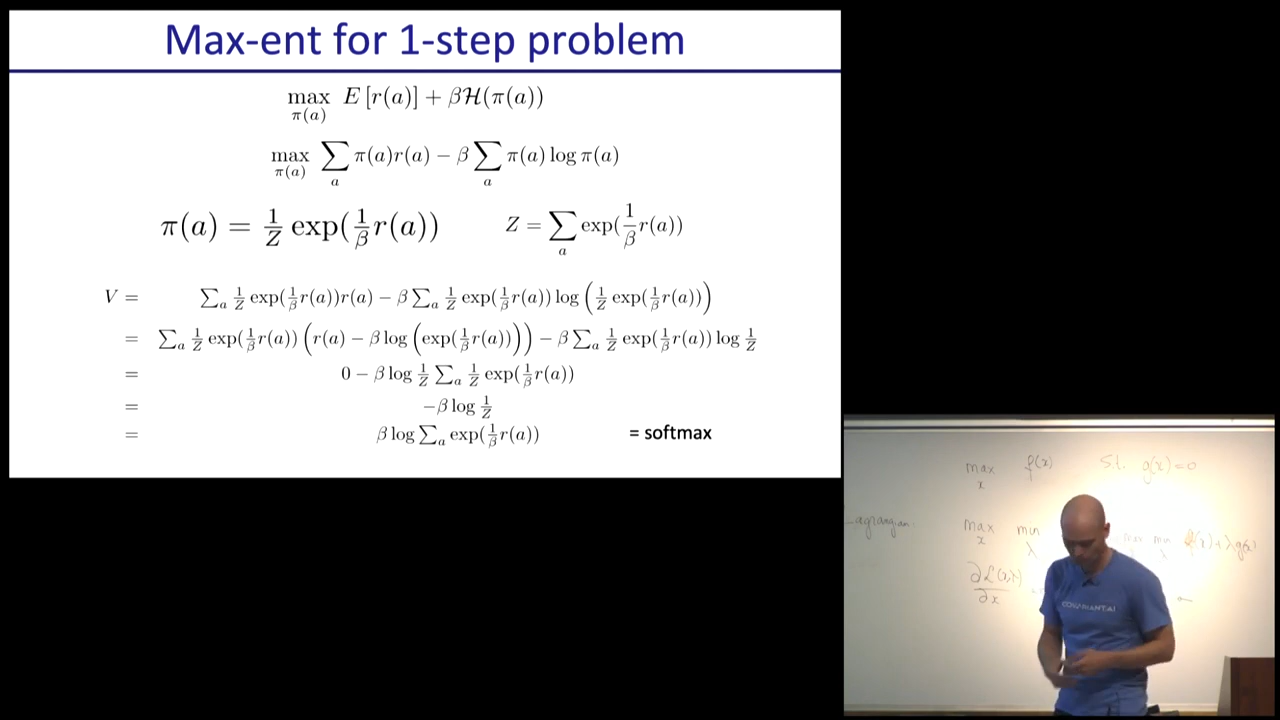 Max-ent for 1-step problem
max_{π(a)} E[r(a)] + βℋ(π(a))
max_{π(a)} ∑_a π(a)r(a) − β ∑_a π(a) log π(a)
π(a) = 1/Z exp(1/β r(a))    Z = ∑_a exp(1/β r(a))
V = ∑_a 1/Z exp(1/β r(a))r(a) − β ∑_a 1/Z exp(1/β r(a)) log (1/Z exp(1/β r(a)))
= ∑_a 1/Z exp(1/β r(a)) (r(a) − β log (exp(1/β r(a)))) − β ∑_a 1/Z exp(1/β r(a)) log 1/Z
= 0 − β log 1/Z ∑_a 1/Z exp(1/β r(a))
= −β log 1/Z
= β log ∑_a exp(1/β r(a))    = softmax
max_x f(x) s.t. g(x)=0
max_x min_λ max min_λ f(x)+λg(x)
∂ℒ(x,λ)/∂x